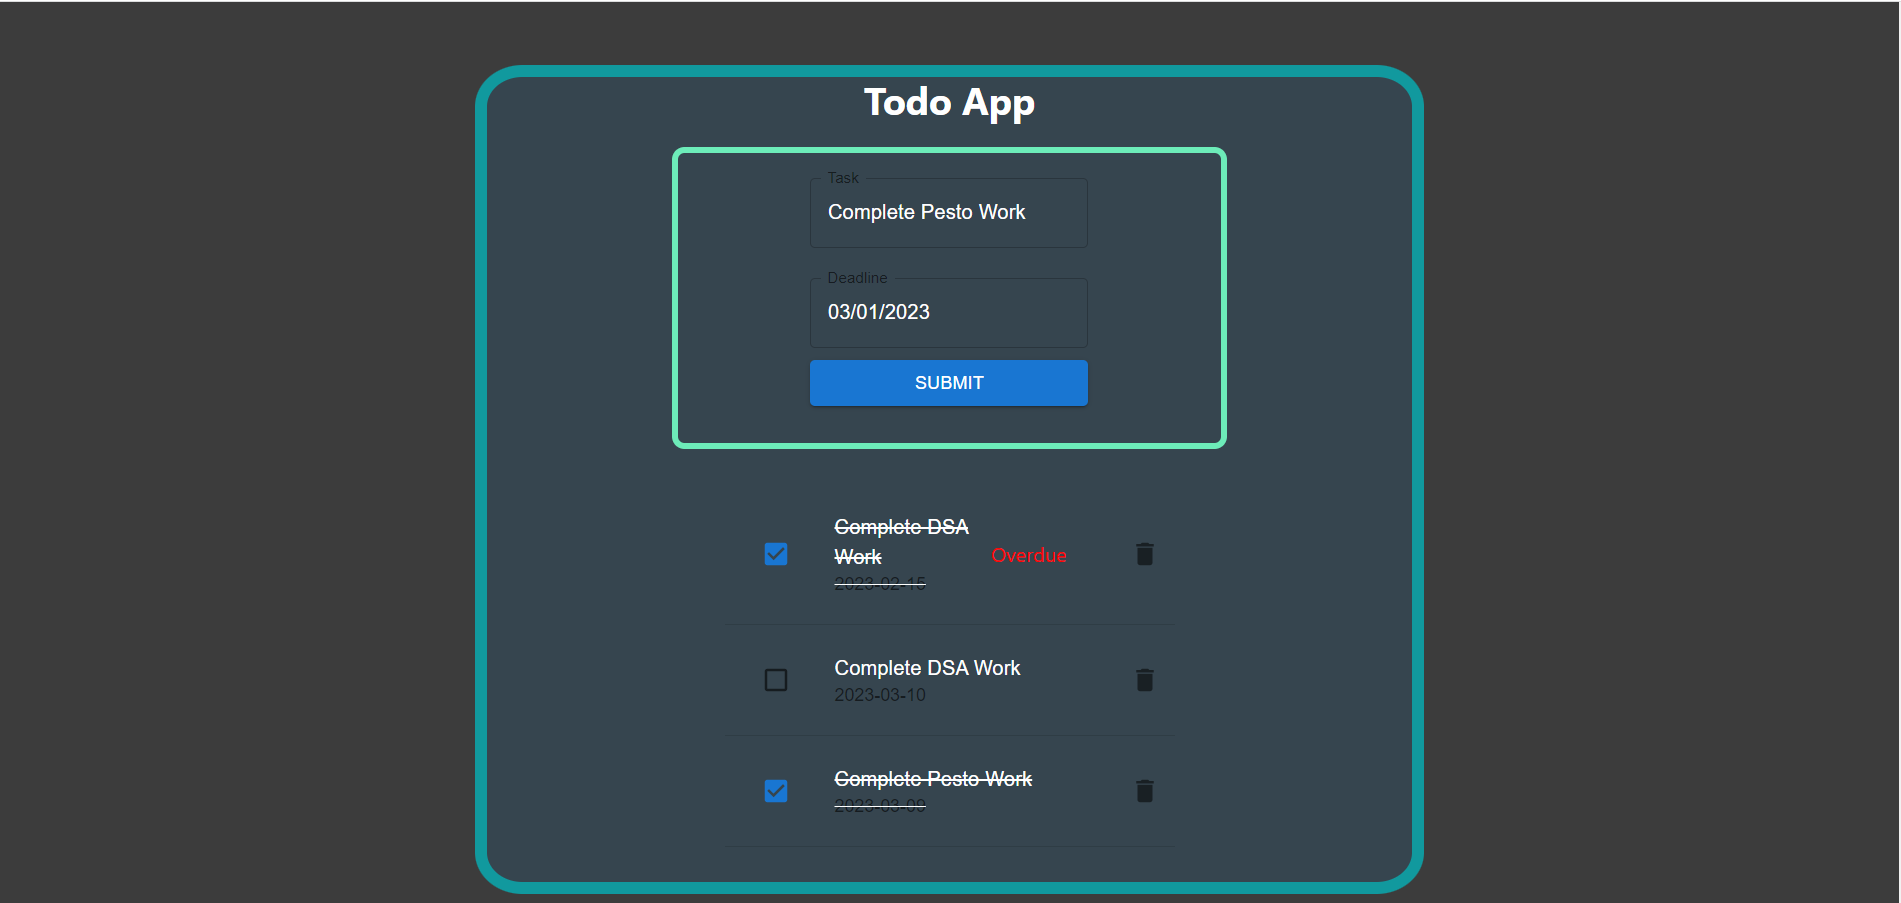 Todo App
Task
Complete Pesto Work
Deadline
03/01/2023
SUBMIT
Complete DSA
Work
Overdue
2023-02-15
Complete DSA Work
2023-03-10
Complete Pesto Work
2023-03-09